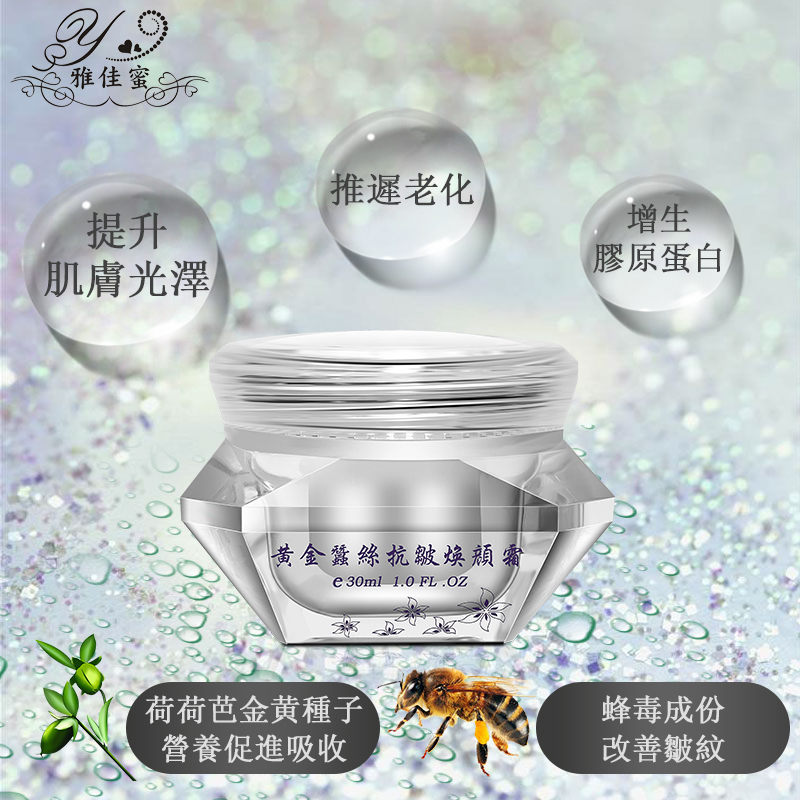 雅佳蜜
推遲老化
提升
肌膚光澤
增生
膠原蛋白
黃金蠶絲抗皺煥顏霜
e 30ml 1.0 FL .OZ
荷荷芭金黃種子
營養促進吸收
蜂毒成份
改善皺紋